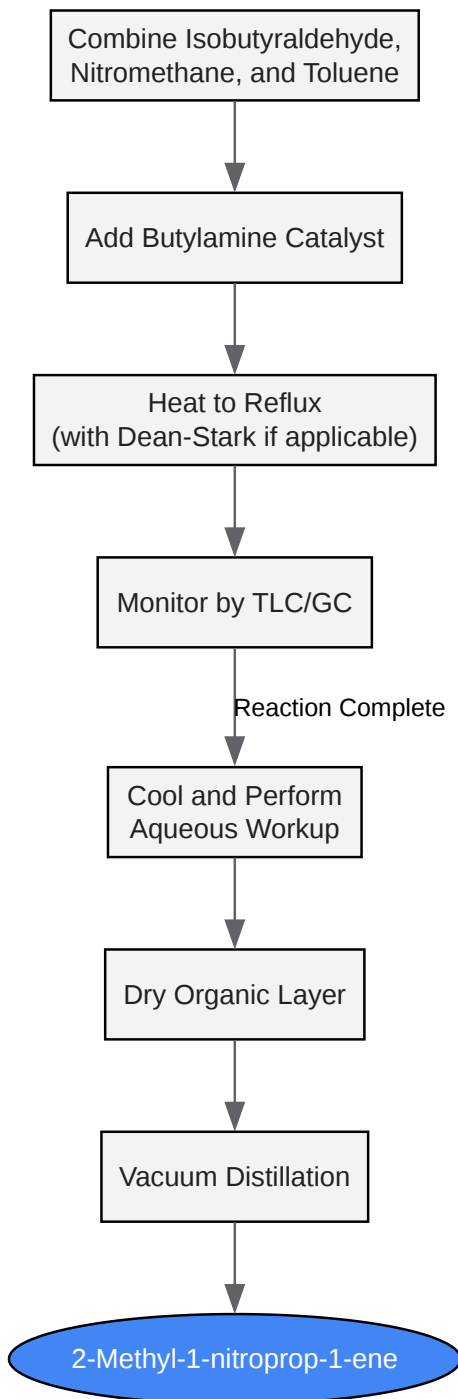 Combine Isobutyraldehyde,
Nitromethane, and Toluene
Add Butylamine Catalyst
Heat to Reflux
(with Dean-Stark if applicable)
Monitor by TLC/GC
Reaction Complete
Cool and Perform
Aqueous Workup
Dry Organic Layer
Vacuum Distillation
2-Methyl-1-nitroprop-1-ene